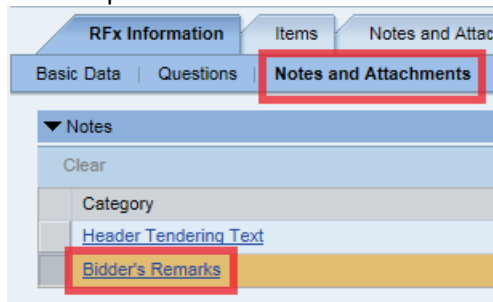 RFx Information Items Notes and Attac
Basic Data | Questions | Notes and Attachments
Notes
Clear
Category
Header Tendering Text
Bidder's Remarks